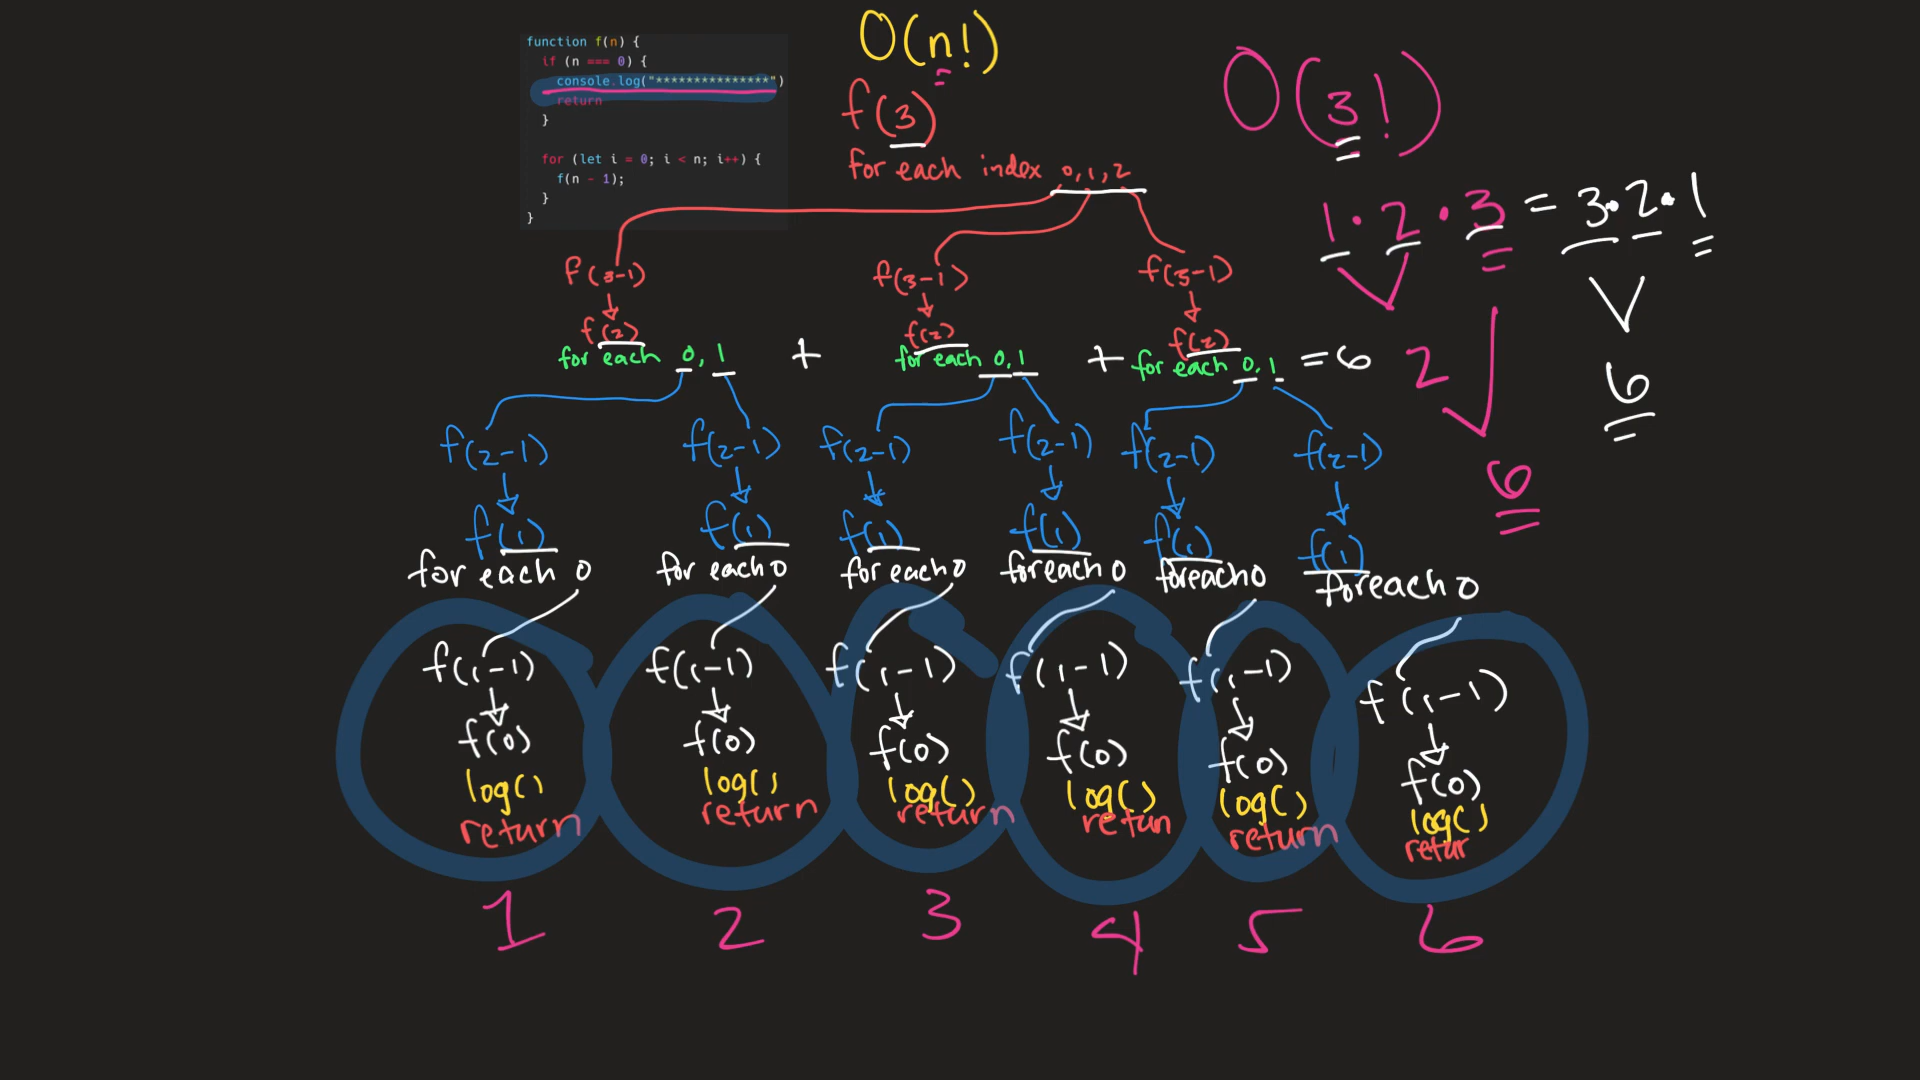 function f(n) {
if (n === 0) {
console.log("***************")
return
}
for (let i = 0; i < n; i++) {
f(n - 1);
}
}
O(n!)
f(3)
for each index 0,1,2
O(3!)
1·2·3 = 3·2·1
2
6
6
f(3-1) f(3-1) f(3-1)
f(2) f(2) f(2)
for each 0,1 + for each 0,1 + for each 0,1 = 6
f(2-1) f(2-1) f(2-1) f(2-1) f(2-1) f(2-1)
f(1) f(1) f(1) f(1) f(1) f(1)
for each 0 for each 0 for each 0 foreach 0 foreach 0 foreach 0
f(1-1) f(1-1) f(1-1) f(1-1) f(1-1) f(1-1)
f(0) f(0) f(0) f(0) f(0) f(0)
log() log() log() log() log() log()
return return return retun return retur
1 2 3 4 5 6